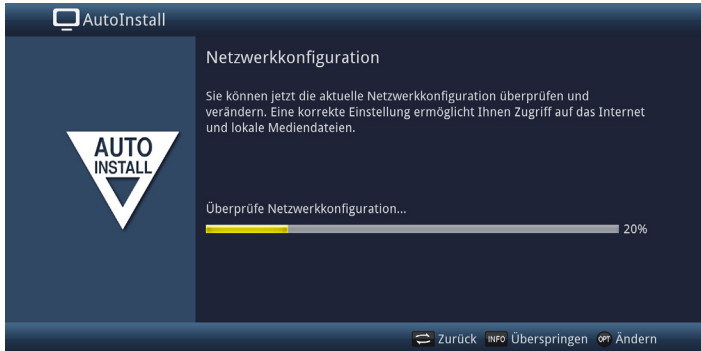 AutoInstall
Netzwerkkonfiguration
Sie können jetzt die aktuelle Netzwerkkonfiguration überprüfen und
verändern. Eine korrekte Einstellung ermöglicht Ihnen Zugriff auf das Internet
und lokale Mediendateien.
AUTO
INSTALL
Überprüfe Netzwerkkonfiguration...
20%
Zurück INFO Überspringen OPT Ändern